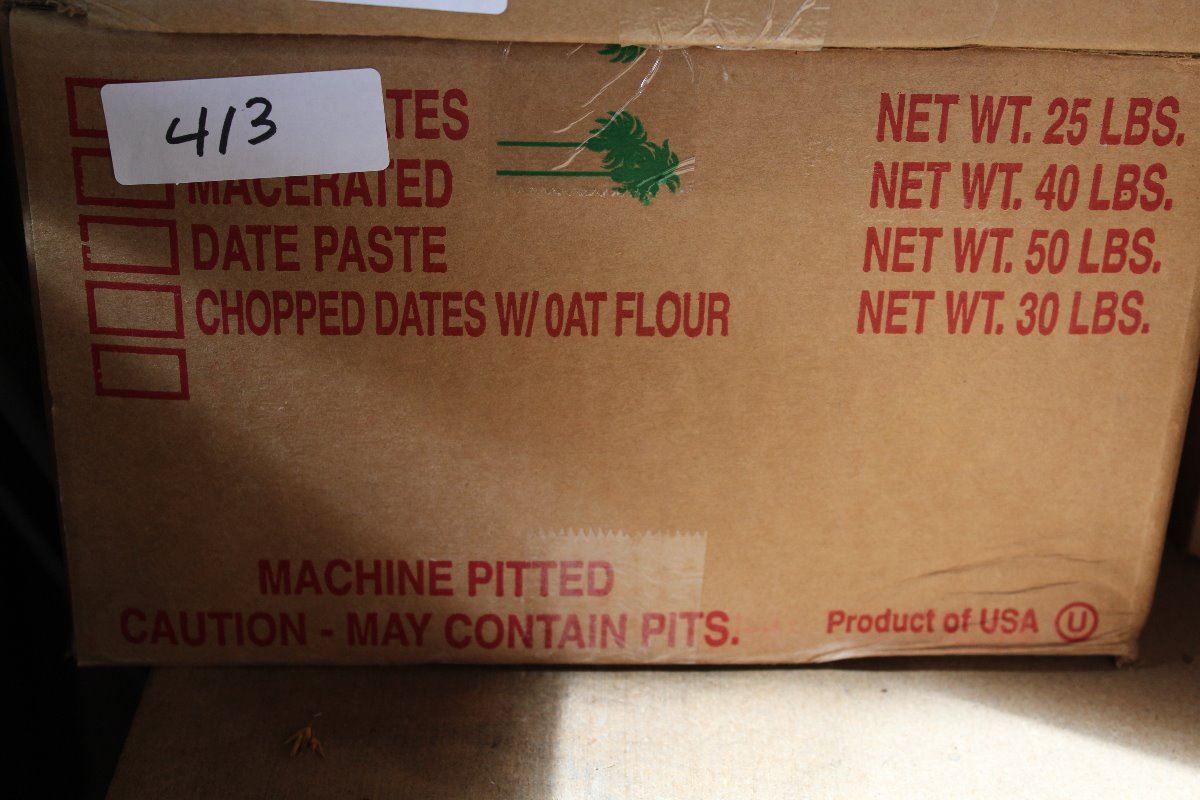 413
NET WT. 25 LBS.
MACERATED NET WT. 40 LBS.
DATE PASTE NET WT. 50 LBS.
CHOPPED DATES W/ OAT FLOUR NET WT. 30 LBS.
MACHINE PITTED
CAUTION - MAY CONTAIN PITS.
Product of USA U